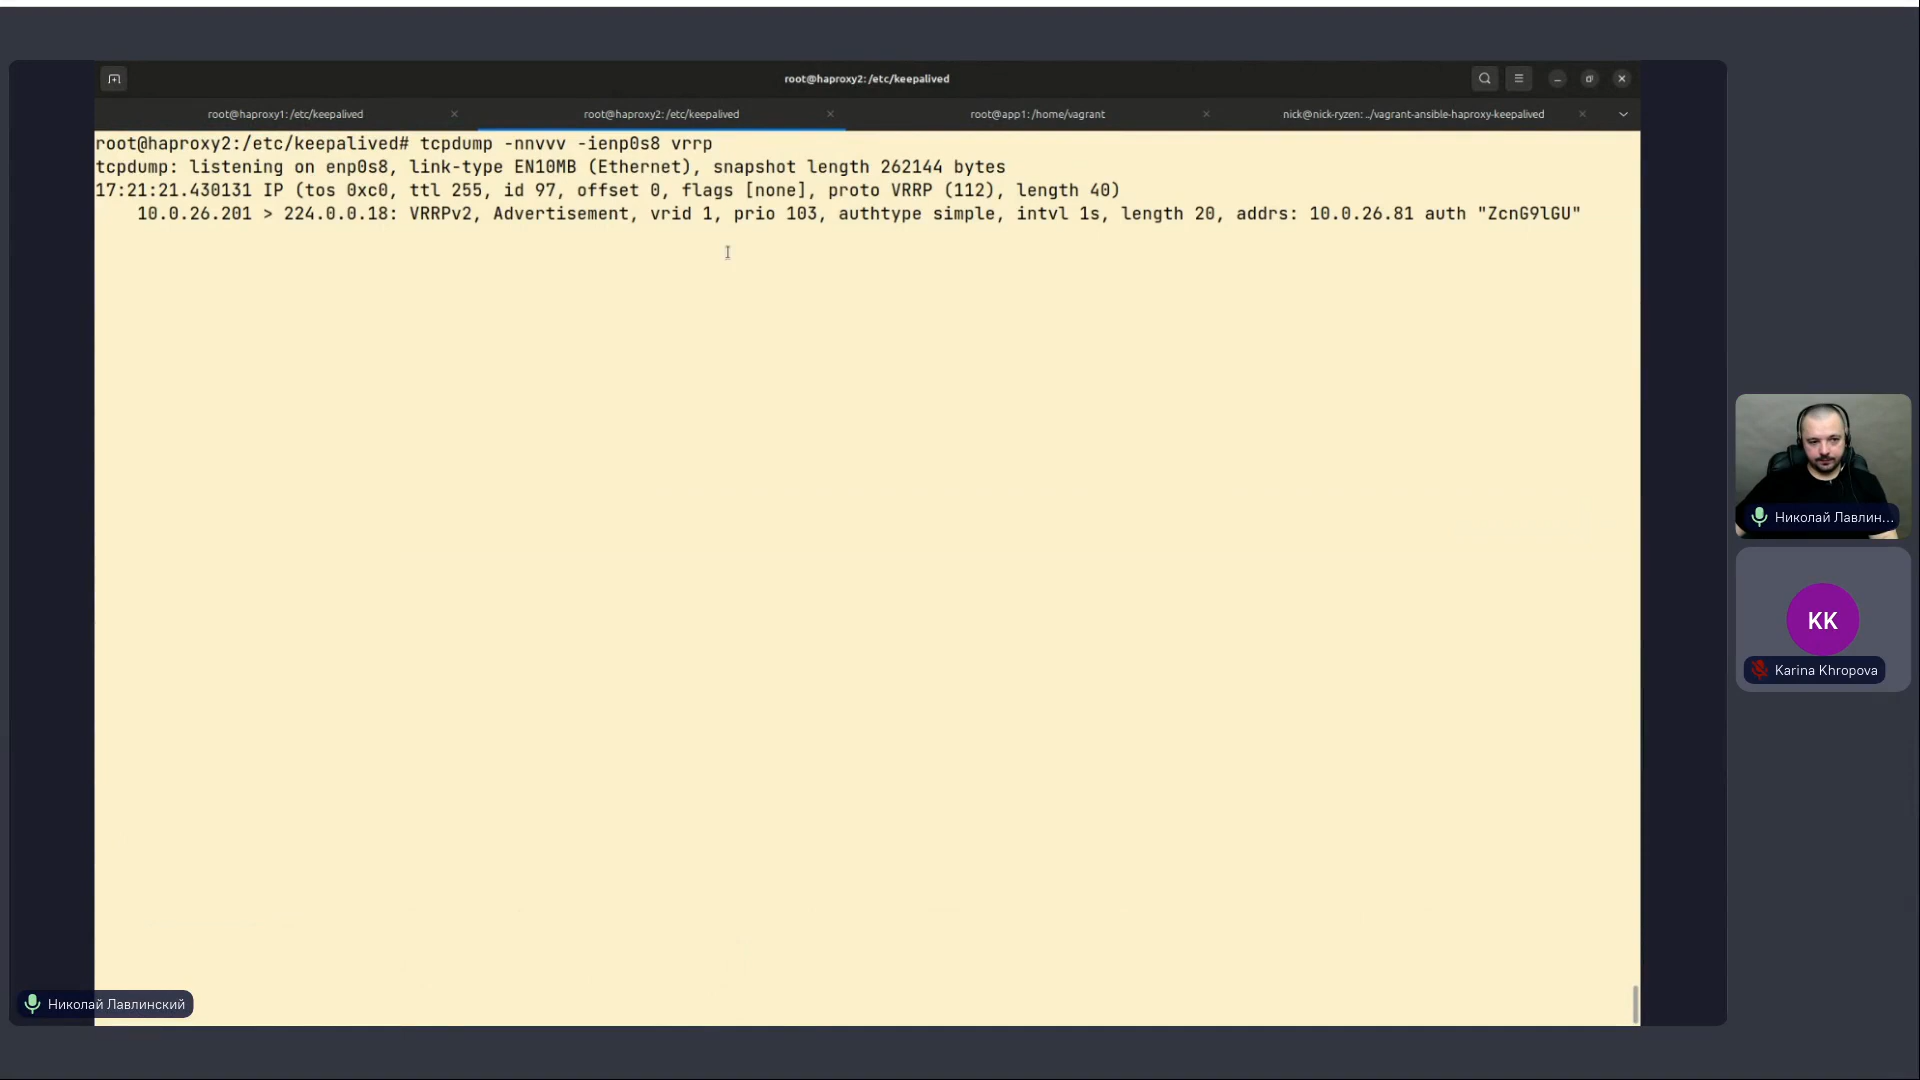 root@haproxy2: /etc/keepalived
root@haproxy1: /etc/keepalived
root@haproxy2: /etc/keepalived
root@app1: /home/vagrant
nick@nick-ryzen: ../vagrant-ansible-haproxy-keepalived
root@haproxy2:/etc/keepalived# tcpdump -nnvvv -ienp0s8 vrrp
tcpdump: listening on enp0s8, link-type EN10MB (Ethernet), snapshot length 262144 bytes
17:21:21.430131 IP (tos 0xc0, ttl 255, id 97, offset 0, flags [none], proto VRRP (112), length 40)
10.0.26.201 > 224.0.0.18: VRRPv2, Advertisement, vrid 1, prio 103, authtype simple, intvl 1s, length 20, addrs: 10.0.26.81 auth "ZcnG9lGU"
Николай Лавлин...
KK
Karina Khropova
Николай Лавлинский